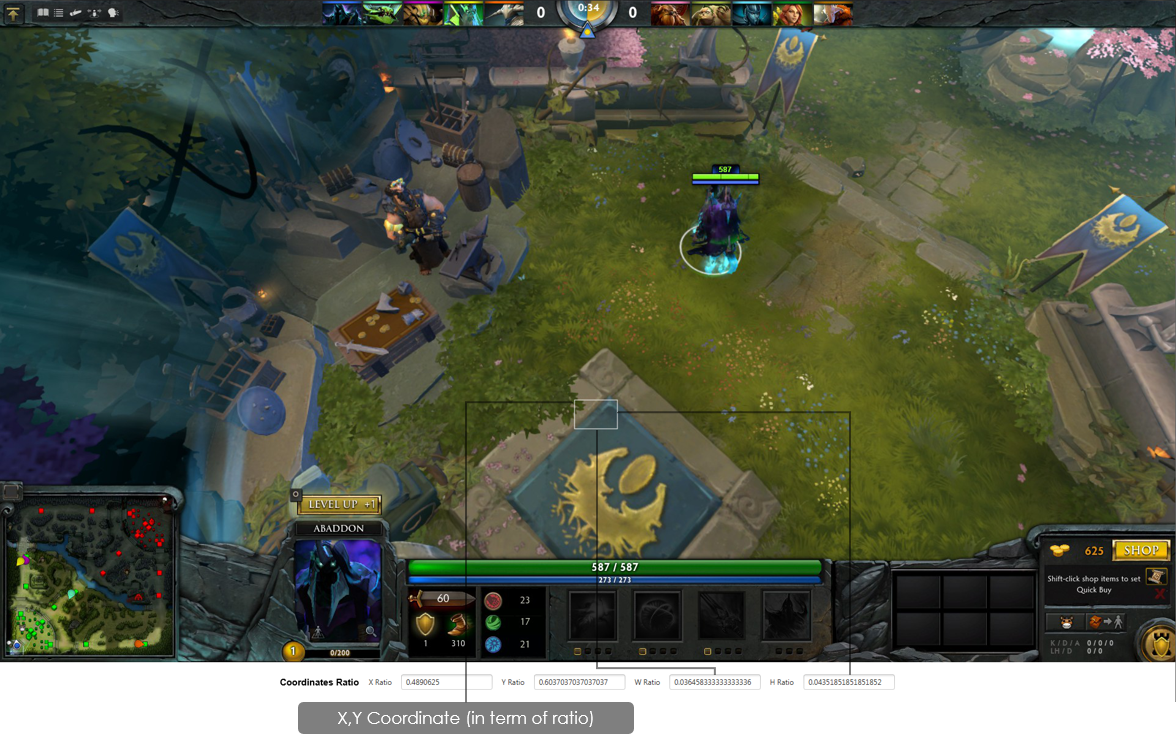 0
0:34
0
587
LEVEL UP +1
ABADDON
1
0/200
587 / 587
273 / 273
60
1
310
23
17
21
625
SHOP
Shift-click shop items to set
Quick Buy
K / D / A 0 / 0 / 0
LH / D 0 / 0
Coordinates Ratio X Ratio 0.4890625 Y Ratio 0.6037037037037037 W Ratio 0.036458333333333336 H Ratio 0.04351851851851852
X,Y Coordinate (in term of ratio)